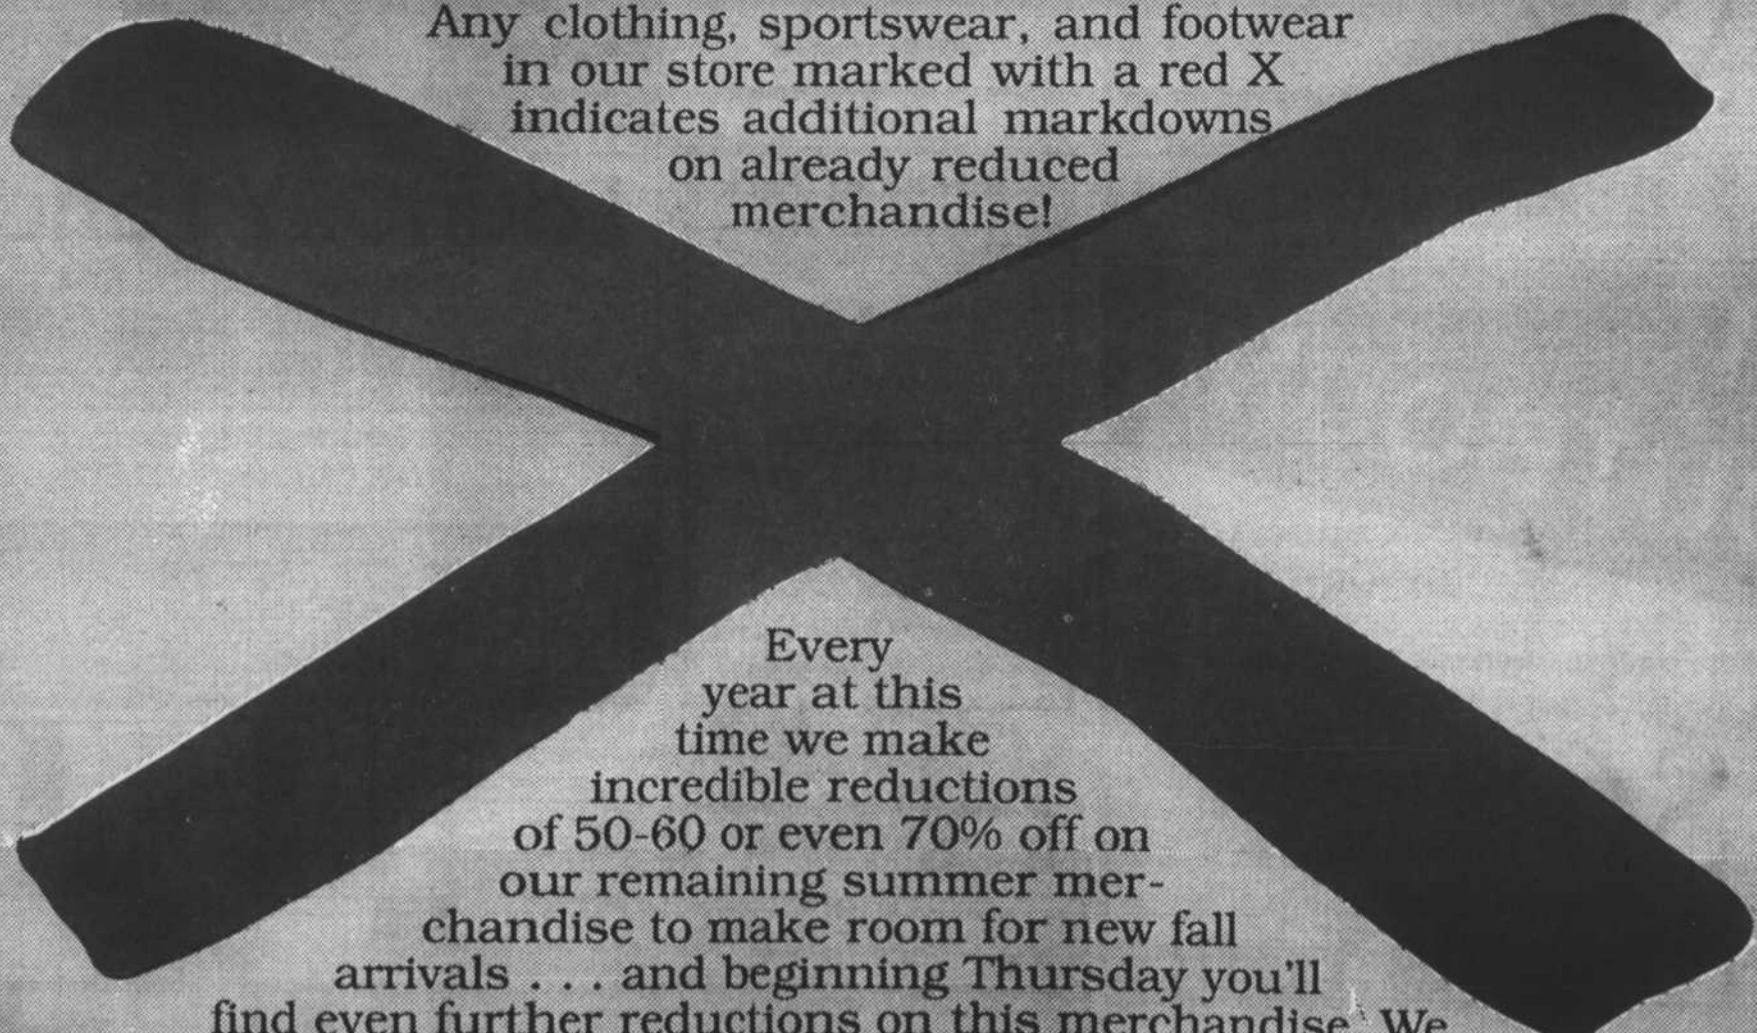 Any clothing, sportswear, and footwear
in our store marked with a red X
indicates additional markdowns
on already reduced
merchandise!
Every
year at this
time we make
incredible reductions
of 50-60 or even 70% off on
our remaining summer mer-
chandise to make room for new fall
arrivals . . . and beginning Thursday you'll
find even further reductions on this merchandise. We